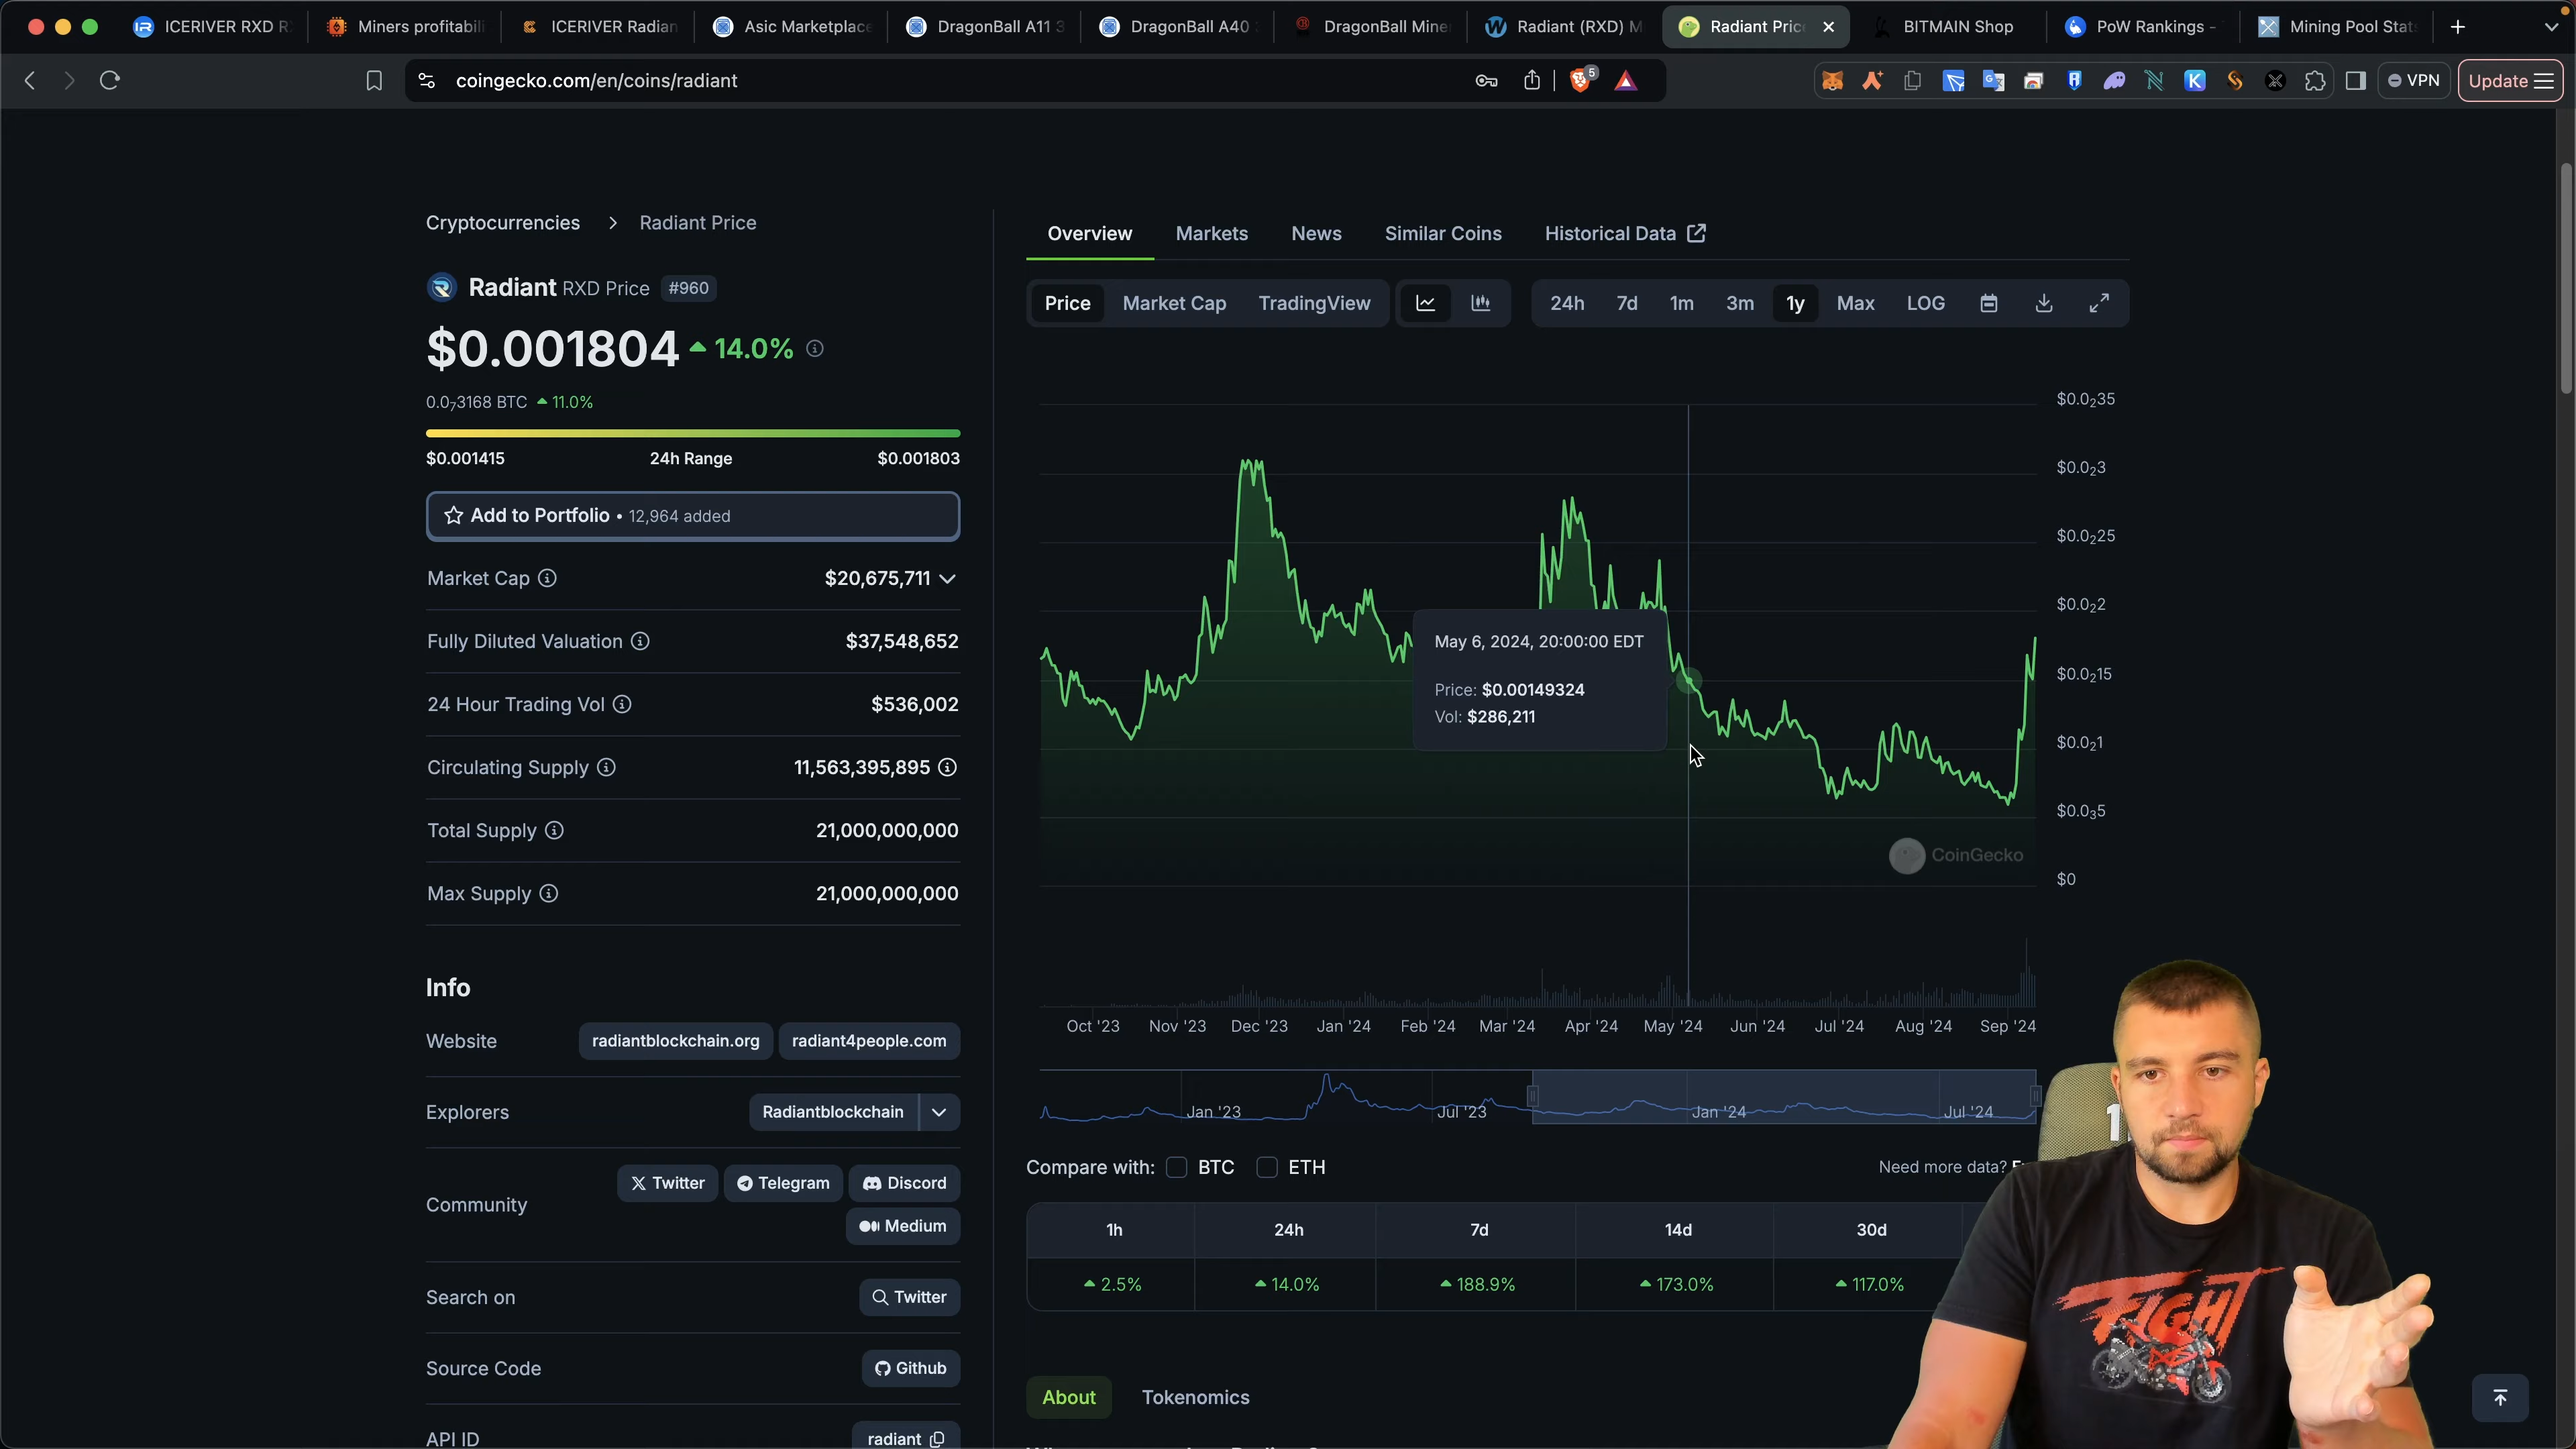 ICERIVER RXD R
Miners profitabili
ICERIVER Radian
Asic Marketplace
DragonBall A11 3
DragonBall A40 3
DragonBall Mine
Radiant (RXD) M
Radiant Pric
BITMAIN Shop
PoW Rankings -
Mining Pool Stat
coingecko.com/en/coins/radiant
5
VPN
Update
Cryptocurrencies > Radiant Price
Radiant RXD Price #960
$0.001804 14.0%
0.0₇3168 BTC 11.0%
$0.001415 24h Range $0.001803
Add to Portfolio • 12,964 added
Market Cap $20,675,711
Fully Diluted Valuation $37,548,652
24 Hour Trading Vol $536,002
Circulating Supply 11,563,395,895
Total Supply 21,000,000,000
Max Supply 21,000,000,000
Info
Website radiantblockchain.org radiant4people.com
Explorers Radiantblockchain
Community Twitter Telegram Discord
Medium
Search on Twitter
Source Code Github
API ID radiant
Overview Markets News Similar Coins Historical Data
Price Market Cap TradingView 24h 7d 1m 3m 1y Max LOG
$0.0₂35
$0.0₂3
$0.0₂25
$0.0₂2
$0.0₂15
$0.0₂1
$0.0₃5
$0
May 6, 2024, 20:00:00 EDT
Price: $0.00149324
Vol: $286,211
CoinGecko
Oct '23 Nov '23 Dec '23 Jan '24 Feb '24 Mar '24 Apr '24 May '24 Jun '24 Jul '24 Aug '24 Sep '24
Jan '23 Jul '23 Jan '24 Jul '24
Compare with: BTC ETH Need more data?
1h 24h 7d 14d 30d
2.5% 14.0% 188.9% 173.0% 117.0%
About Tokenomics
FIGHT